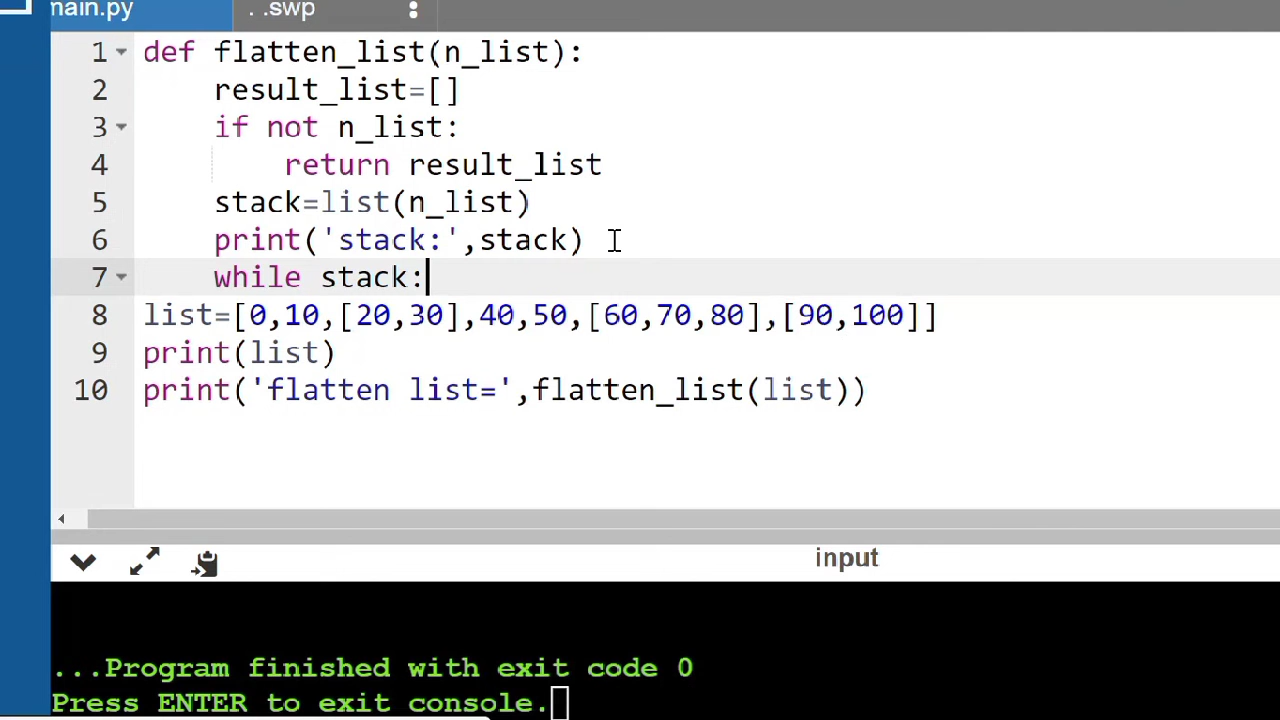 main.py . .swp
1 def flatten_list(n_list):
2 result_list=[]
3 if not n_list:
4 return result_list
5 stack=list(n_list)
6 print('stack:',stack)
7 while stack:
8 list=[0,10,[20,30],40,50,[60,70,80],[90,100]]
9 print(list)
10 print('flatten list=',flatten_list(list))
input
...Program finished with exit code 0
Press ENTER to exit console.